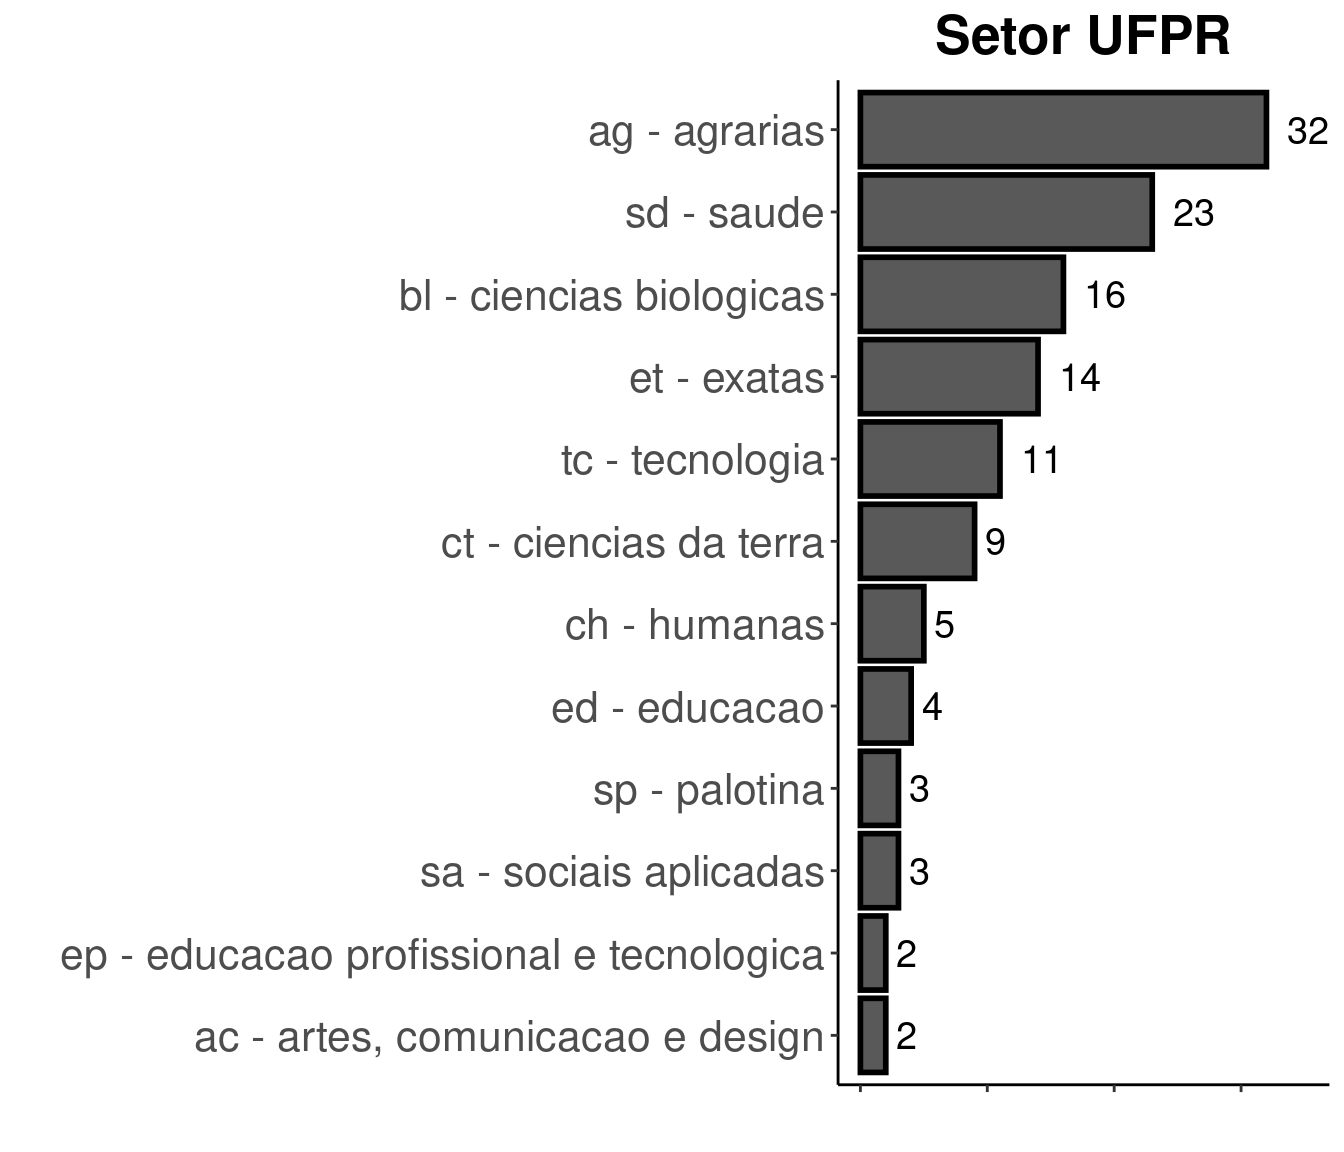 Setor UFPR
ag - agrarias 32
sd - saude 23
bl - ciencias biologicas 16
et - exatas 14
tc - tecnologia 11
ct - ciencias da terra 9
ch - humanas 5
ed - educacao 4
sp - palotina 3
sa - sociais aplicadas 3
ep - educacao profissional e tecnologica 2
ac - artes, comunicacao e design 2